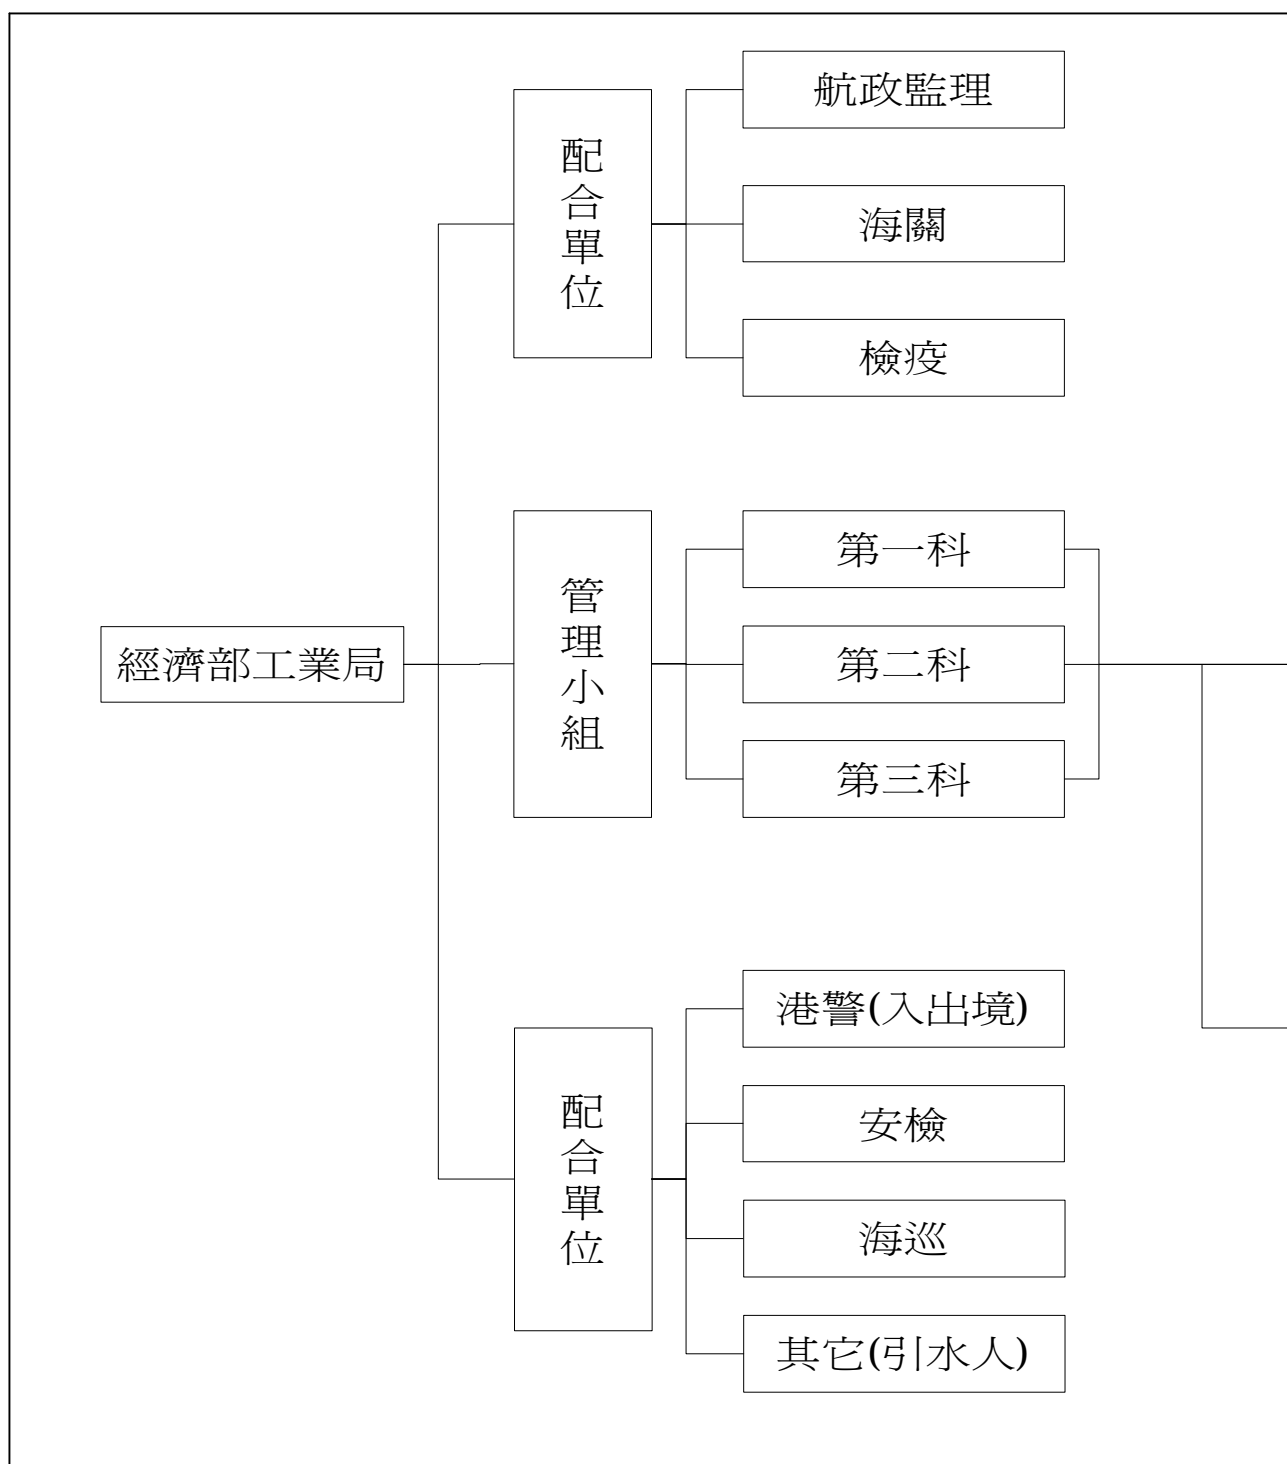 經濟部工業局
配合單位
航政監理
海關
檢疫
管理小組
第一科
第二科
第三科
配合單位
港警(入出境)
安檢
海巡
其它(引水人)